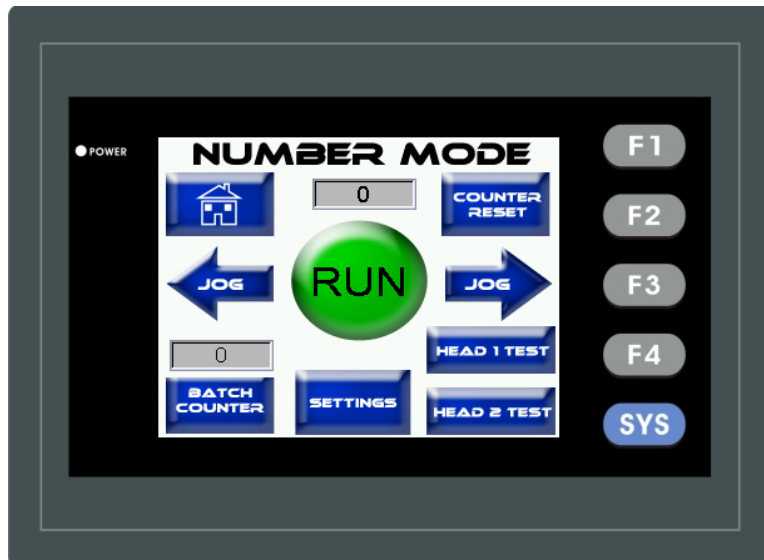 POWER
NUMBER MODE
0
COUNTER
RESET
JOG
RUN
JOG
0
HEAD 1 TEST
BATCH
COUNTER
SETTINGS
HEAD 2 TEST
F1
F2
F3
F4
SYS